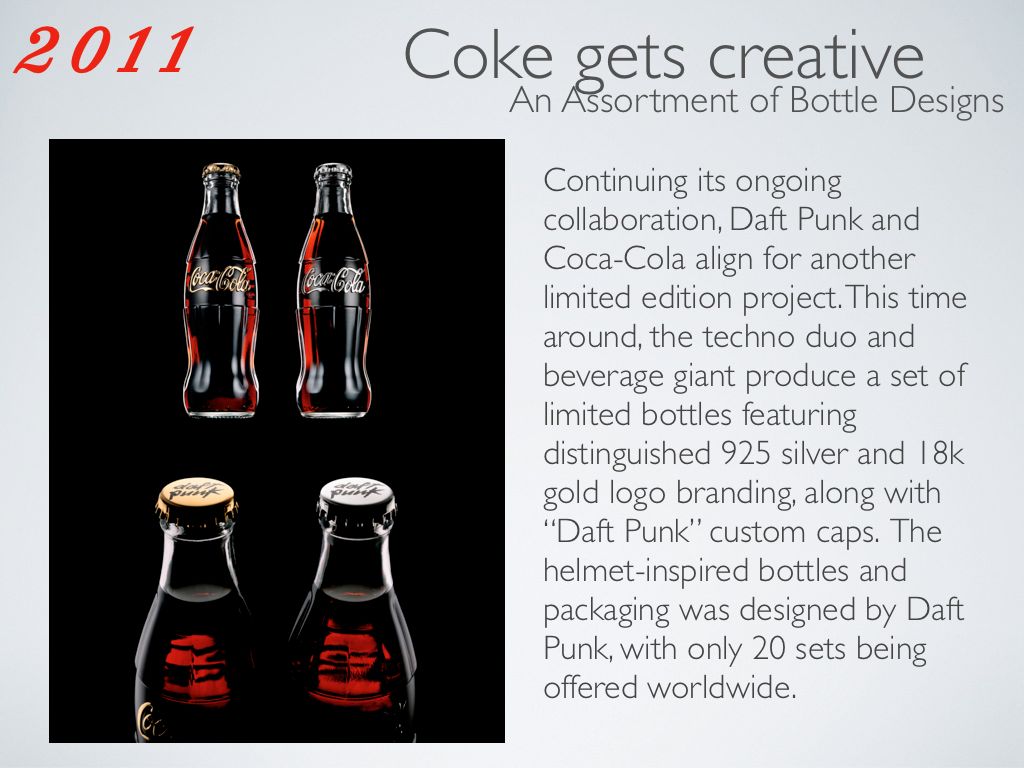 2011
Coke gets creative
An Assortment of Bottle Designs
Continuing its ongoing
collaboration, Daft Punk and
Coca-Cola align for another
limited edition project. This time
around, the techno duo and
beverage giant produce a set of
limited bottles featuring
distinguished 925 silver and 18k
gold logo branding, along with
“Daft Punk” custom caps.  The
helmet-inspired bottles and
packaging was designed by Daft
Punk, with only 20 sets being
offered worldwide.
Coca-Cola Coca-Cola
daft daft
punk punk